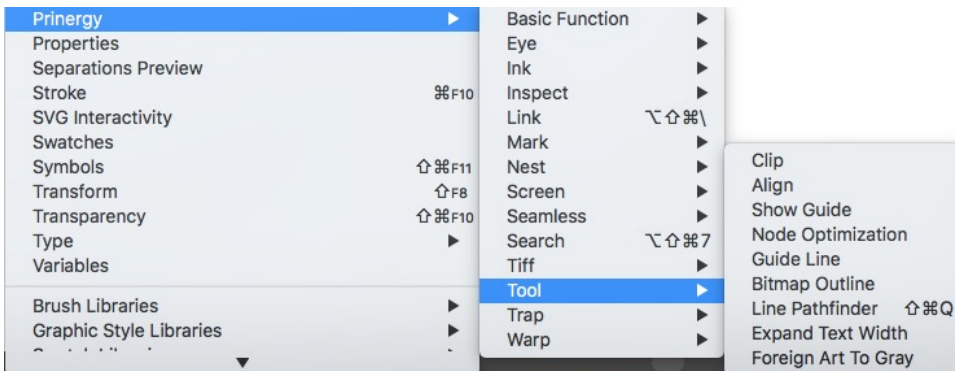 Prinergy
Properties
Separations Preview
Stroke ⌘F10
SVG Interactivity
Swatches
Symbols ⇧⌘F11
Transform ⇧F8
Transparency ⇧⌘F10
Type
Variables
Brush Libraries
Graphic Style Libraries
Basic Function
Eye
Ink
Inspect
Link ⌥⇧⌘\
Mark
Nest
Screen
Seamless
Search ⌥⇧⌘7
Tiff
Tool
Trap
Warp
Clip
Align
Show Guide
Node Optimization
Guide Line
Bitmap Outline
Line Pathfinder ⇧⌘Q
Expand Text Width
Foreign Art To Gray